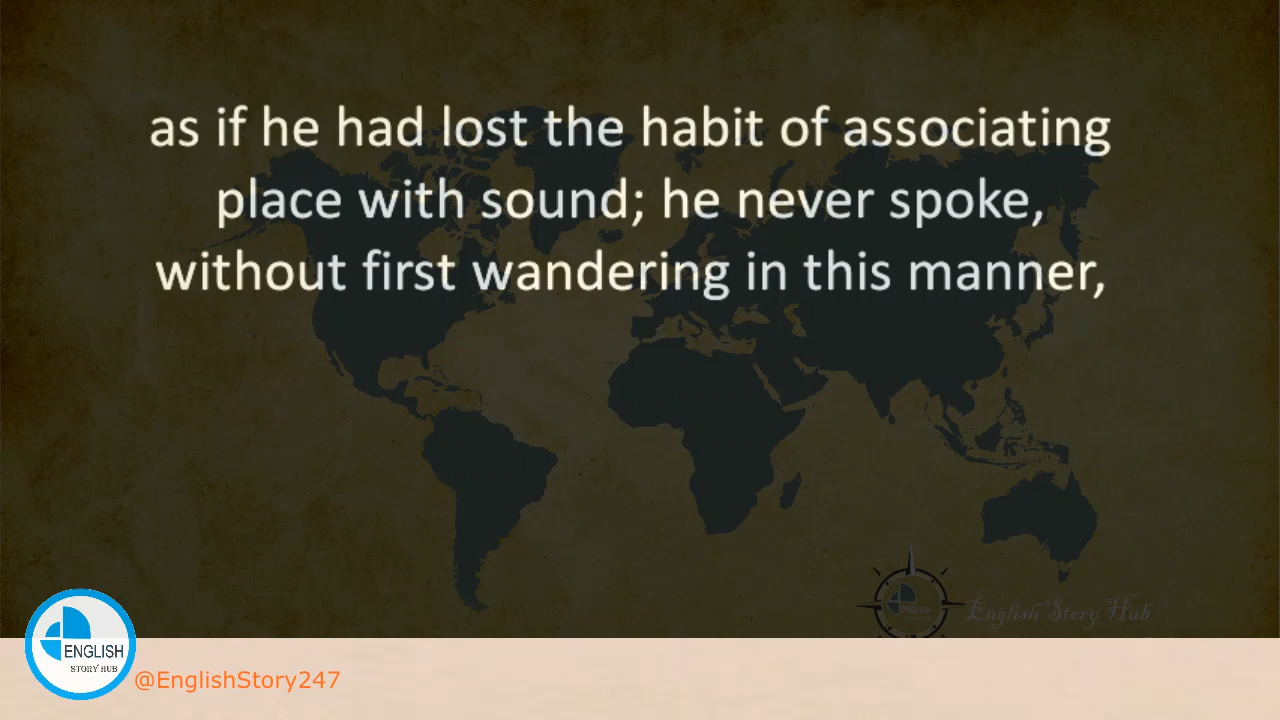 as if he had lost the habit of associating
place with sound; he never spoke,
without first wandering in this manner,
English Story Hub
ENGLISH
STORY HUB
@EnglishStory247